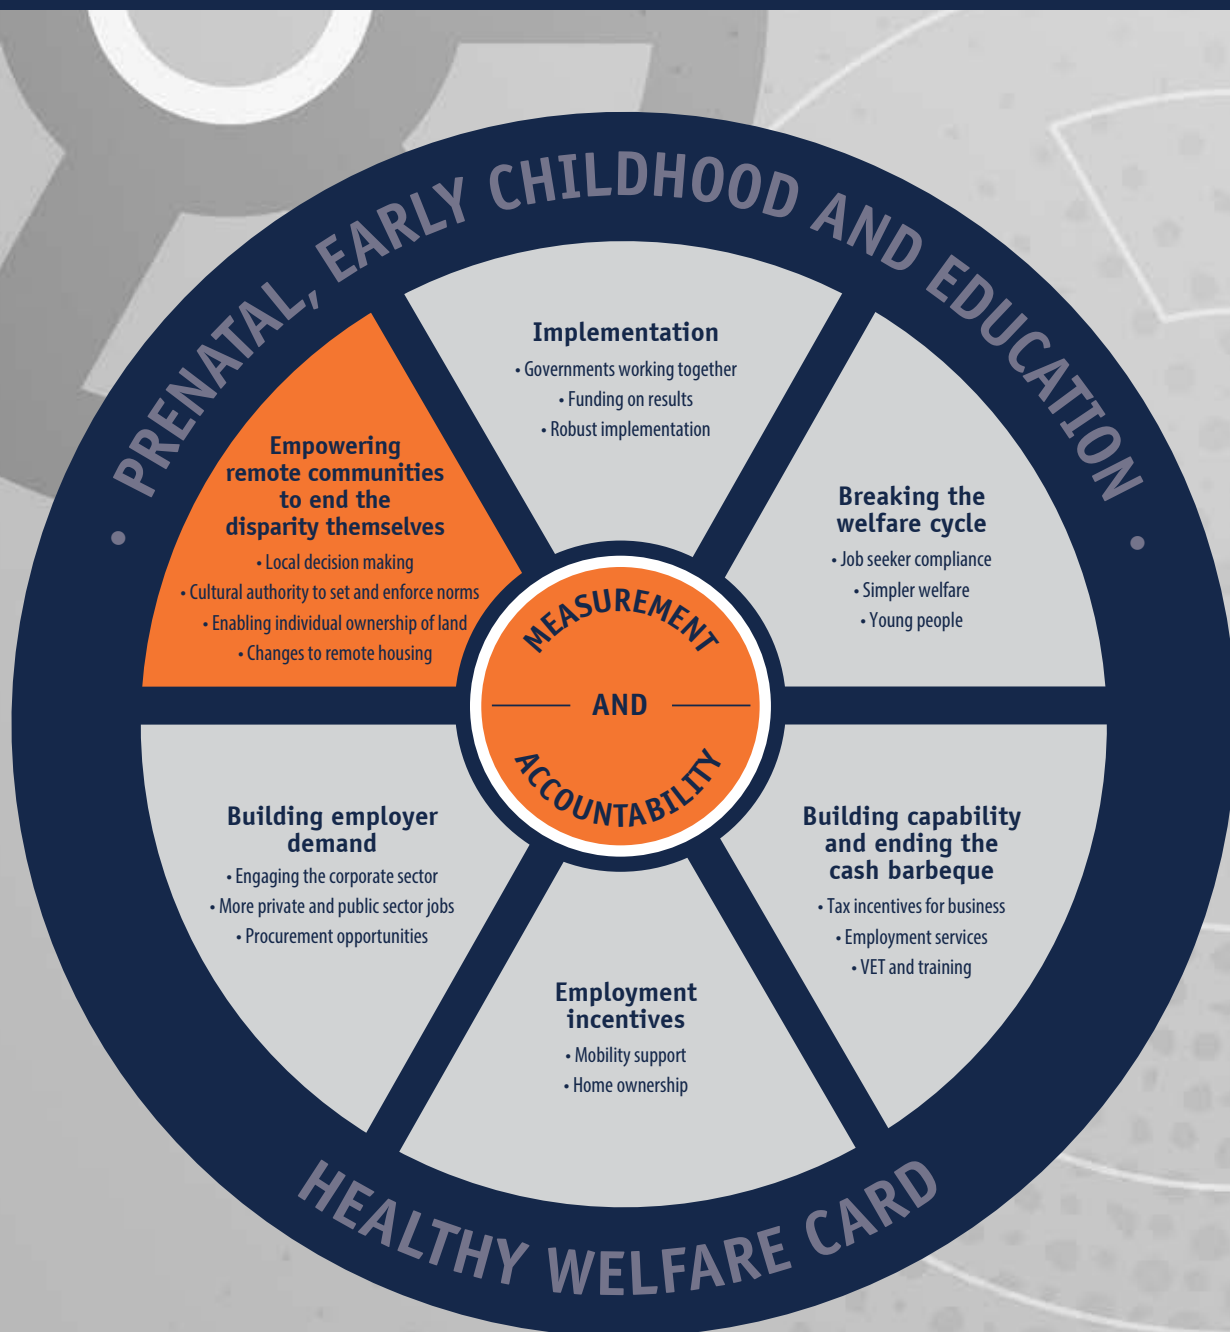 • PRENATAL, EARLY CHILDHOOD AND EDUCATION •
Implementation
• Governments working together
• Funding on results
• Robust implementation
Empowering
remote communities
to end the
disparity themselves
• Local decision making
• Cultural authority to set and enforce norms
• Enabling individual ownership of land
• Changes to remote housing
Breaking the
welfare cycle
• Job seeker compliance
• Simpler welfare
• Young people
MEASUREMENT
AND
ACCOUNTABILITY
Building employer
demand
• Engaging the corporate sector
• More private and public sector jobs
• Procurement opportunities
Building capability
and ending the
cash barbeque
• Tax incentives for business
• Employment services
• VET and training
Employment
incentives
• Mobility support
• Home ownership
HEALTHY WELFARE CARD